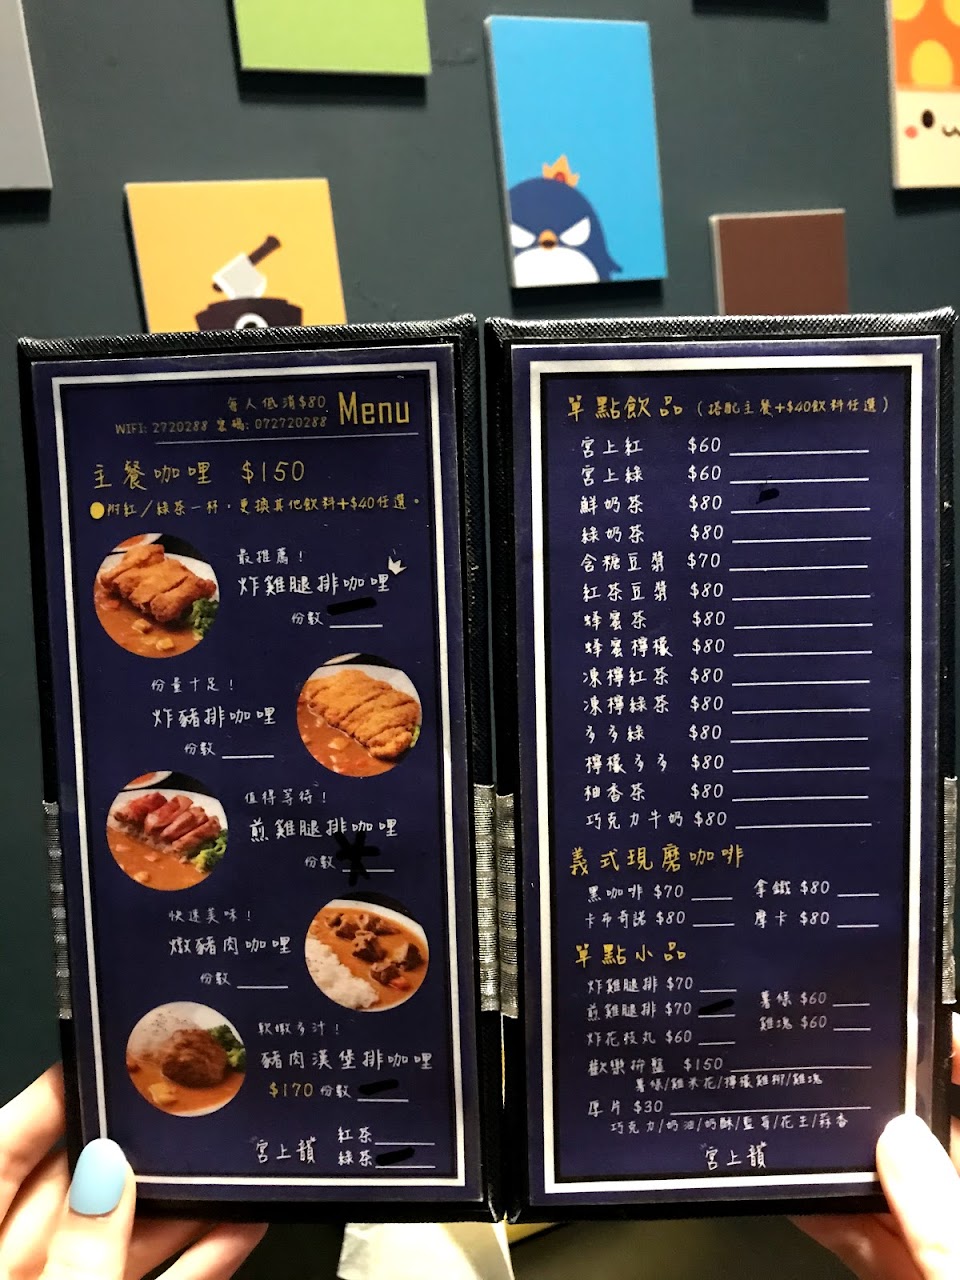 每人低消$80
WIFI: 2720288 密碼: 072720288
Menu
主餐咖哩 $150
●附紅/綠茶一杯，更換其他飲料+$40任選。
最推薦!
炸雞腿排咖哩
份數
份量十足!
炸豬排咖哩
份數
值得等待!
煎雞腿排咖哩
份數
快速美味!
燉豬肉咖哩
份數
軟嫩多汁!
豬肉漢堡排咖哩
$170 份數
宮上韻
紅茶
綠茶
單點飲品（搭配主餐+$40飲料任選）
宮上紅 $60
宮上綠 $60
鮮奶茶 $80
綠奶茶 $80
含糖豆漿 $70
紅茶豆漿 $80
蜂蜜茶 $80
蜂蜜檸檬 $80
凍檸紅茶 $80
凍檸綠茶 $80
多多綠 $80
檸檬多多 $80
柚香茶 $80
巧克力牛奶 $80
義式現磨咖啡
黑咖啡 $70 拿鐵 $80
卡布奇諾 $80 摩卡 $80
單點小品
炸雞腿排 $70
煎雞腿排 $70 薯條 $60
炸花枝丸 $60 雞塊 $60
歡樂拚盤 $150
薯條/雞米花/檸檬雞柳/雞塊
厚片 $30
巧克力/奶油/奶酥/藍莓/花生/蒜香
宮上韻